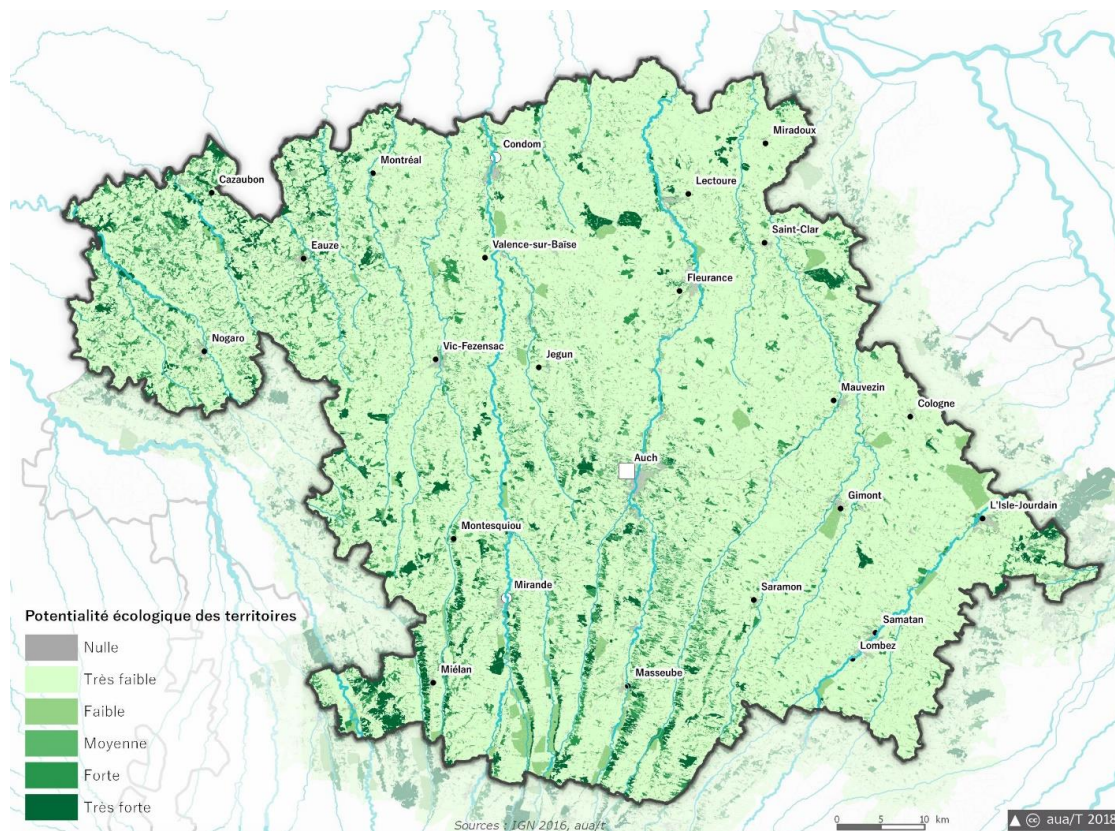 Miradoux
Condom
Montréal
Cazaubon
Lectoure
Saint-Clar
Eauze
Valence-sur-Baïse
Fleurance
Nogaro
Vic-Fezensac
Jegun
Mauvezin
Cologne
Auch
Gimont
L'Isle-Jourdain
Montesquiou
Mirande
Saramon
Samatan
Lombez
Miélan
Masseube
Potentialité écologique des territoires
Nulle
Très faible
Faible
Moyenne
Forte
Très forte
Sources : IGN 2016, aua/t
0 5 10 km
cc aua/T 2018